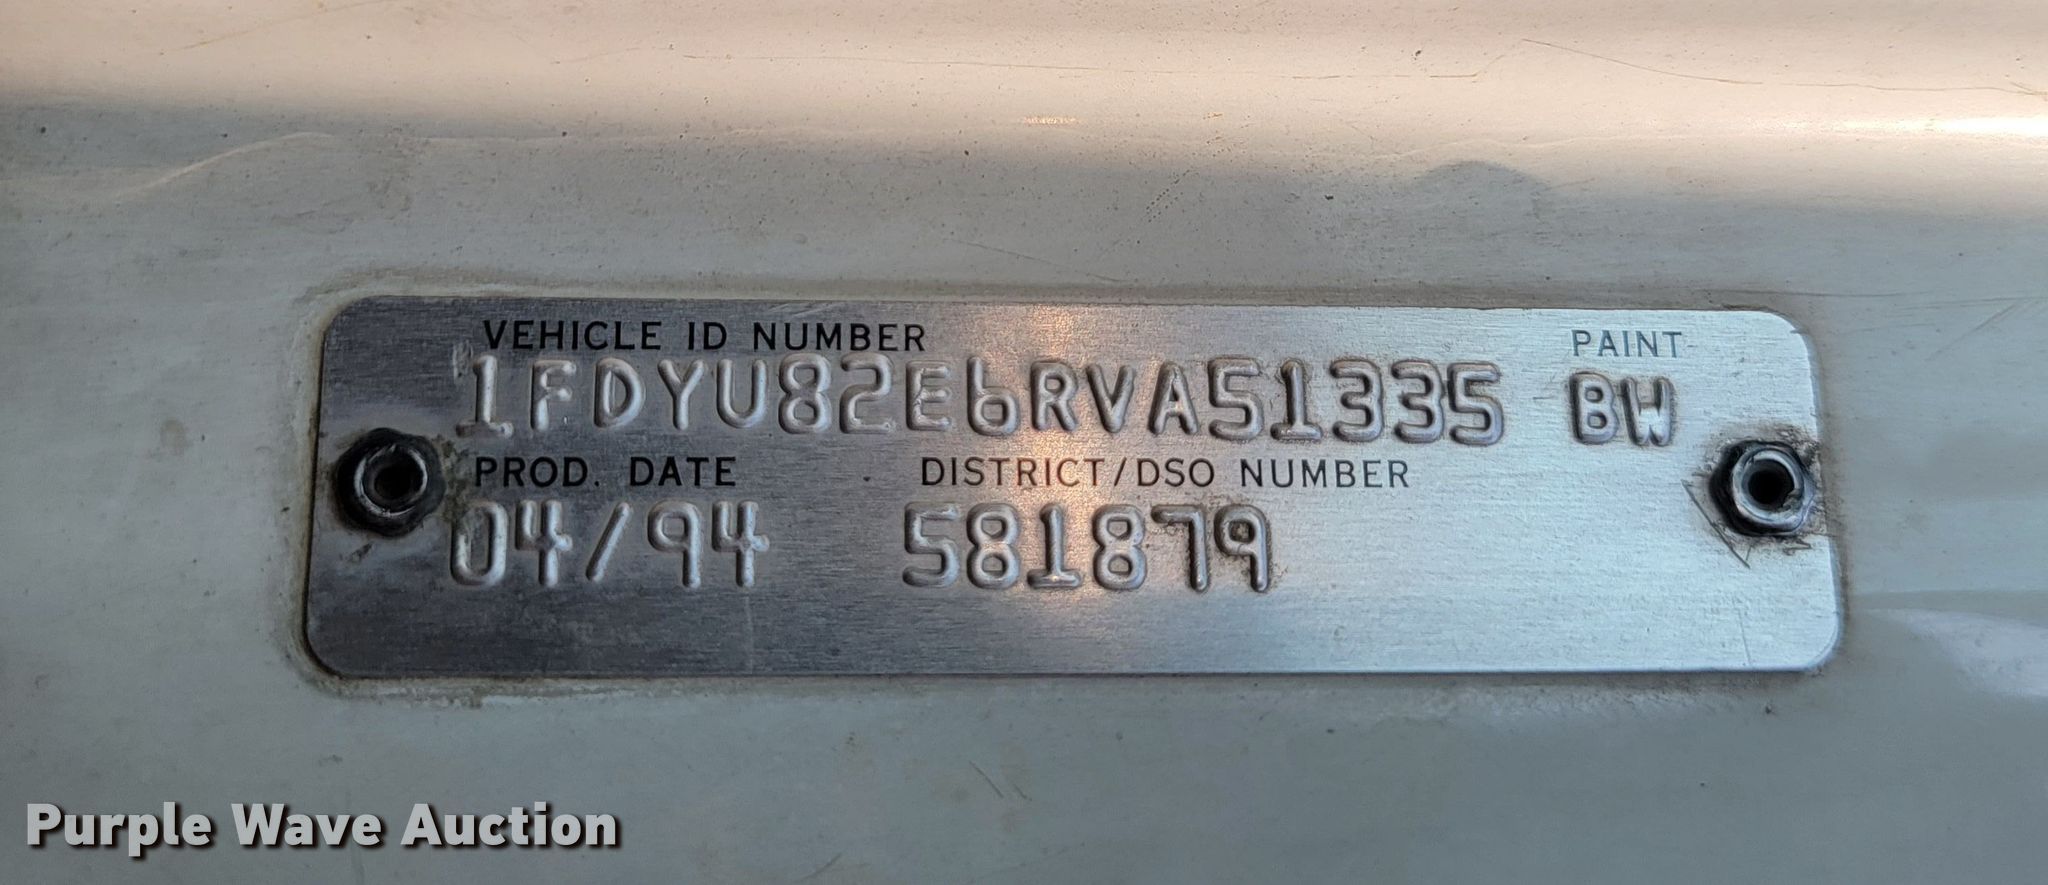 VEHICLE ID NUMBER PAINT
1FDYU82E6RVA51335 BW
PROD. DATE DISTRICT/DSO NUMBER
04/94 581879
Purple Wave Auction